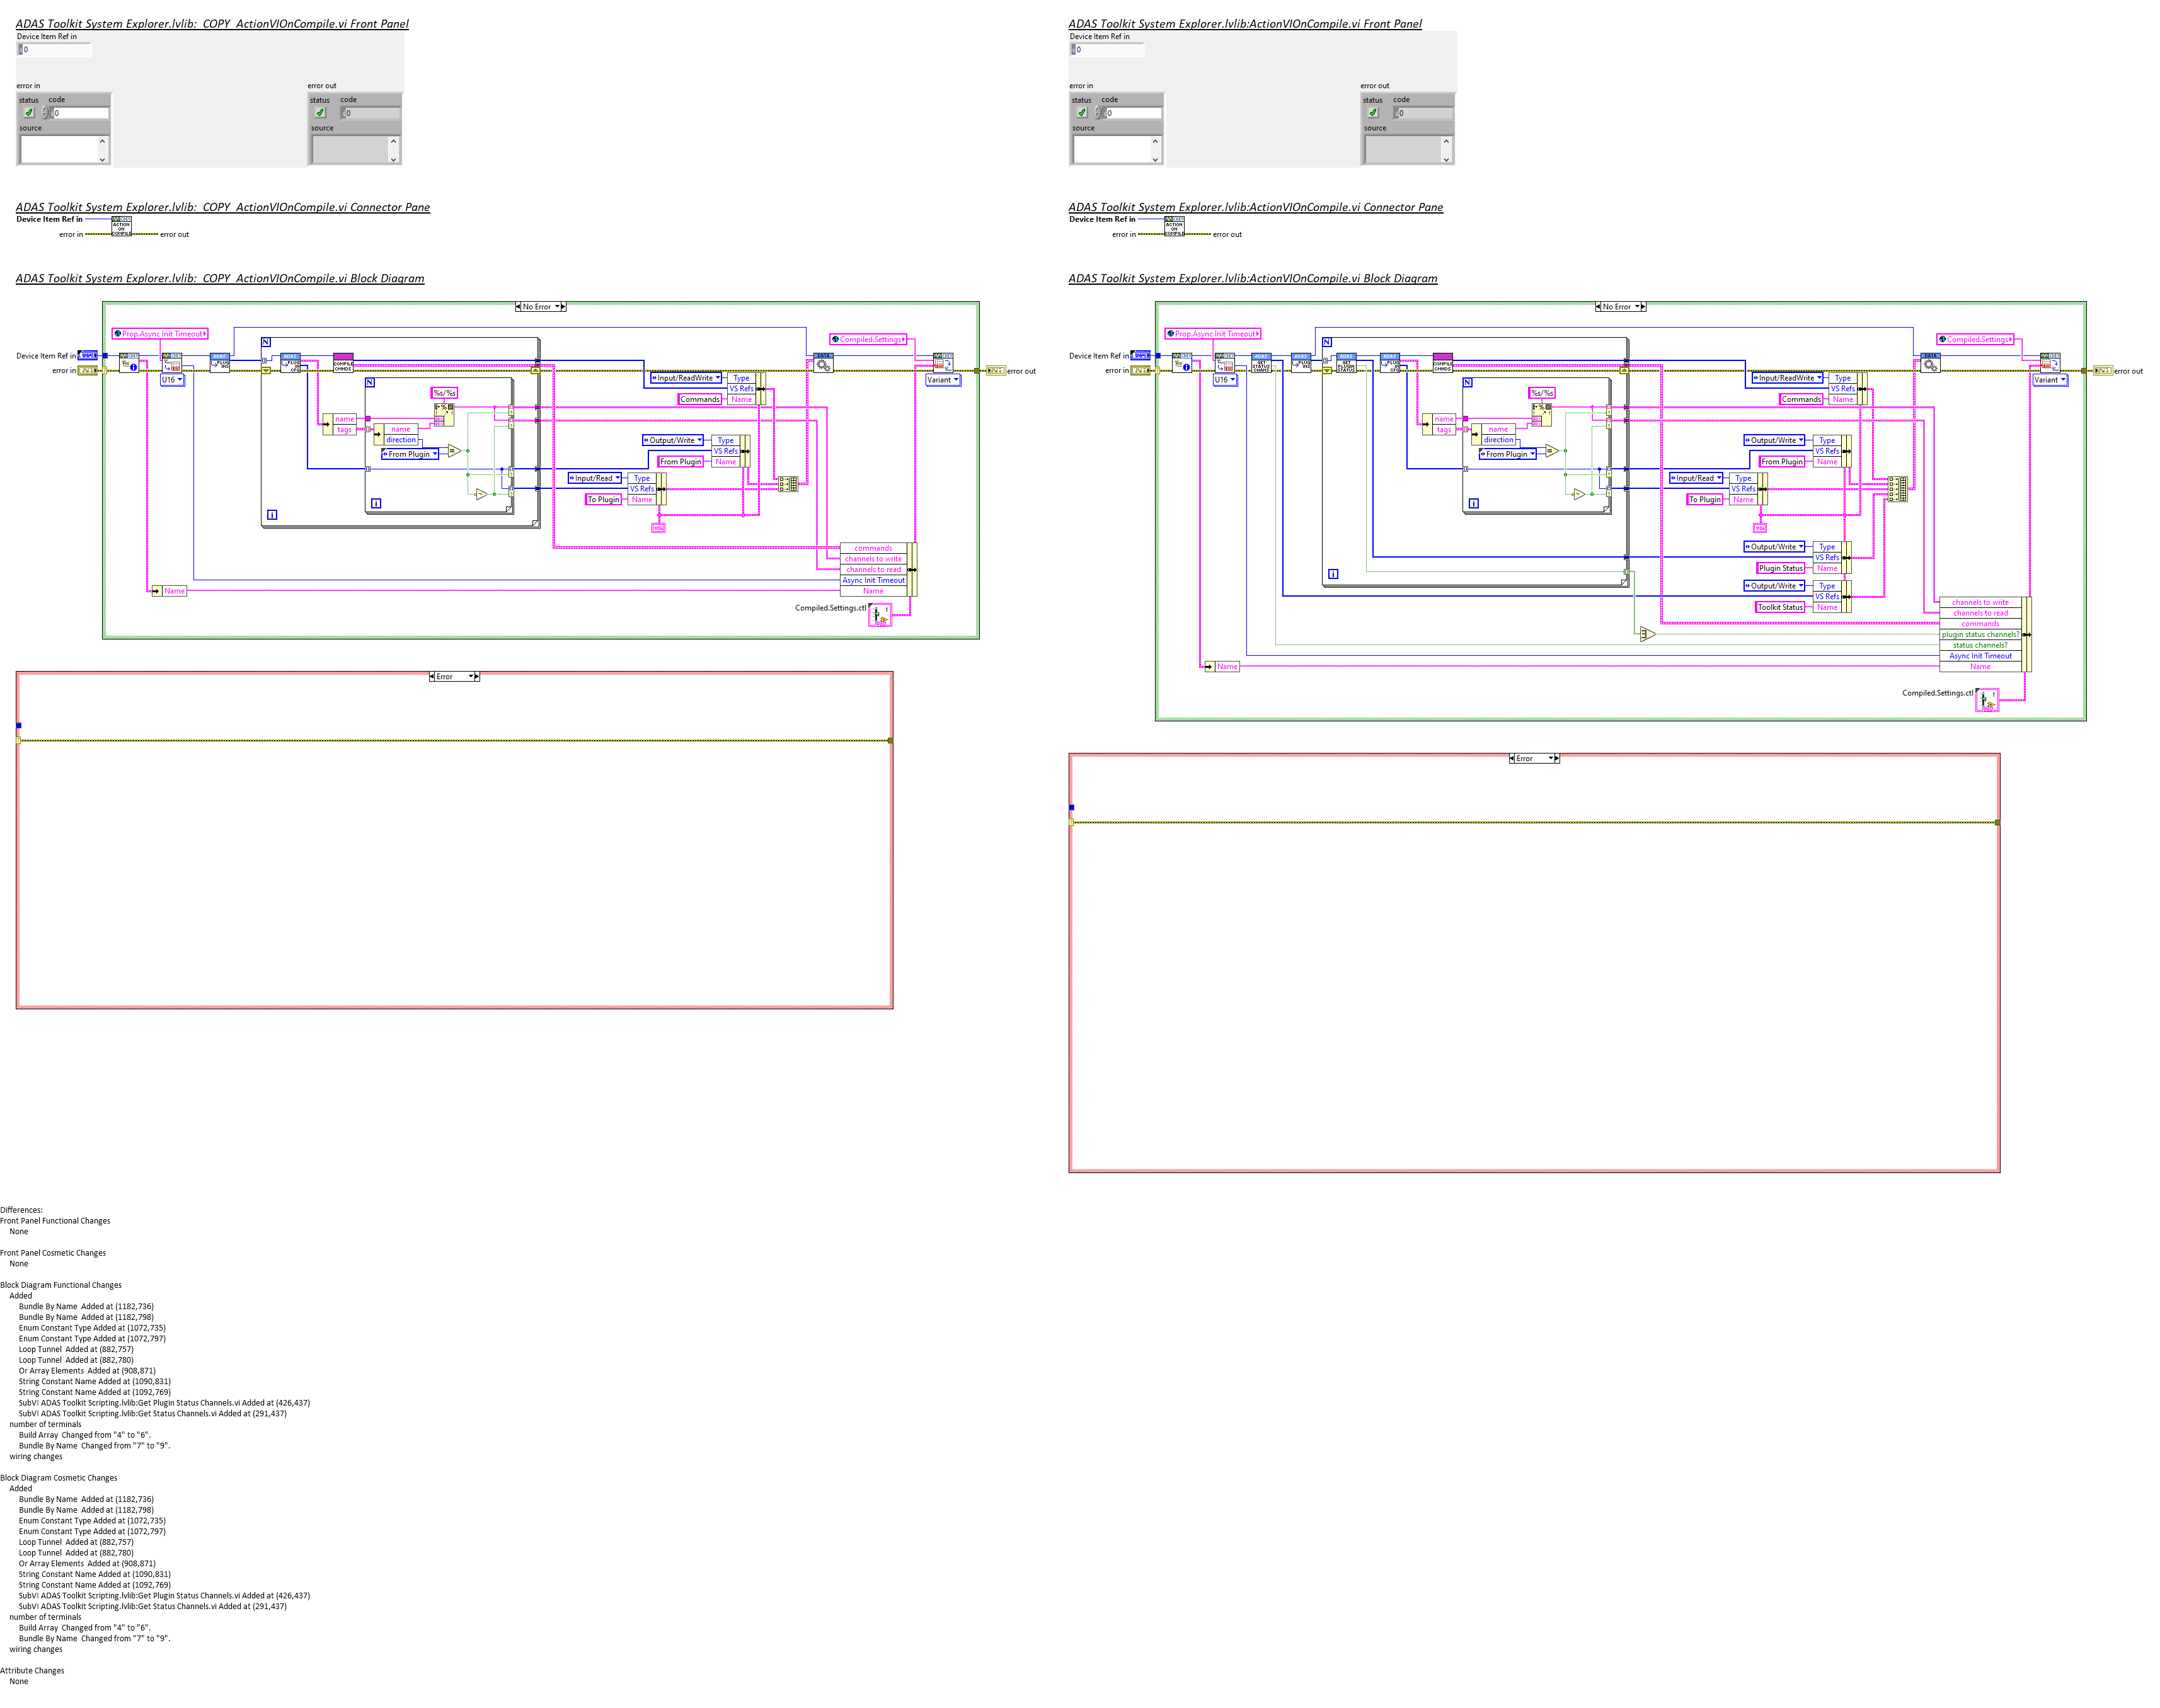 ADAS Toolkit System Explorer.lvlib:_COPY_ActionVIOnCompile.vi Front Panel
Device Item Ref in
0
error in
error out
status code
0
source
status code
0
source
ADAS Toolkit System Explorer.lvlib:_COPY_ActionVIOnCompile.vi Connector Pane
Device Item Ref in
ACTION
ON
COMPILE
error in
error out
ADAS Toolkit System Explorer.lvlib:_COPY_ActionVIOnCompile.vi Block Diagram
No Error
Prop.Async Init Timeout
Compiled.Settings
Device Item Ref in
error in
error out
U16
Variant
N
COMPILE
DATA
Input/ReadWrite
Type
VS Refs
Commands
Name
N
%s/%s
name
tags
name
direction
From Plugin
Output/Write
Type
VS Refs
From Plugin
Name
Input/Read
Type
VS Refs
To Plugin
Name
i
i
commands
channels to write
channels to read
Async Init Timeout
Name
Name
Compiled.Settings.ctl
Error
ADAS Toolkit System Explorer.lvlib:ActionVIOnCompile.vi Front Panel
Device Item Ref in
0
error in
error out
status code
0
source
status code
0
source
ADAS Toolkit System Explorer.lvlib:ActionVIOnCompile.vi Connector Pane
Device Item Ref in
ACTION
ON
COMPILE
error in
error out
ADAS Toolkit System Explorer.lvlib:ActionVIOnCompile.vi Block Diagram
No Error
Prop.Async Init Timeout
Compiled.Settings
Device Item Ref in
error in
error out
U16
Variant
GET
STATUS
GET
PLUGIN
STATUS
N
COMPILE
DATA
Input/ReadWrite
Type
VS Refs
Commands
Name
N
%s/%s
name
tags
name
direction
From Plugin
Output/Write
Type
VS Refs
From Plugin
Name
Input/Read
Type
VS Refs
To Plugin
Name
i
Output/Write
Type
VS Refs
Plugin Status
Name
i
Output/Write
Type
VS Refs
Toolkit Status
Name
channels to write
channels to read
commands
plugin status channels?
status channels?
Async Init Timeout
Name
Name
Compiled.Settings.ctl
Error
Differences:
Front Panel Functional Changes
None
Front Panel Cosmetic Changes
None
Block Diagram Functional Changes
Added
Bundle By Name  Added at (1182,736)
Bundle By Name  Added at (1182,798)
Enum Constant Type Added at (1072,735)
Enum Constant Type Added at (1072,797)
Loop Tunnel  Added at (882,757)
Loop Tunnel  Added at (882,780)
Or Array Elements  Added at (908,871)
String Constant Name Added at (1090,831)
String Constant Name Added at (1092,769)
SubVI ADAS Toolkit Scripting.lvlib:Get Plugin Status Channels.vi Added at (426,437)
SubVI ADAS Toolkit Scripting.lvlib:Get Status Channels.vi Added at (291,437)
number of terminals
Build Array  Changed from "4" to "6".
Bundle By Name  Changed from "7" to "9".
wiring changes
Block Diagram Cosmetic Changes
Added
Bundle By Name  Added at (1182,736)
Bundle By Name  Added at (1182,798)
Enum Constant Type Added at (1072,735)
Enum Constant Type Added at (1072,797)
Loop Tunnel  Added at (882,757)
Loop Tunnel  Added at (882,780)
Or Array Elements  Added at (908,871)
String Constant Name Added at (1090,831)
String Constant Name Added at (1092,769)
SubVI ADAS Toolkit Scripting.lvlib:Get Plugin Status Channels.vi Added at (426,437)
SubVI ADAS Toolkit Scripting.lvlib:Get Status Channels.vi Added at (291,437)
number of terminals
Build Array  Changed from "4" to "6".
Bundle By Name  Changed from "7" to "9".
wiring changes
Attribute Changes
None